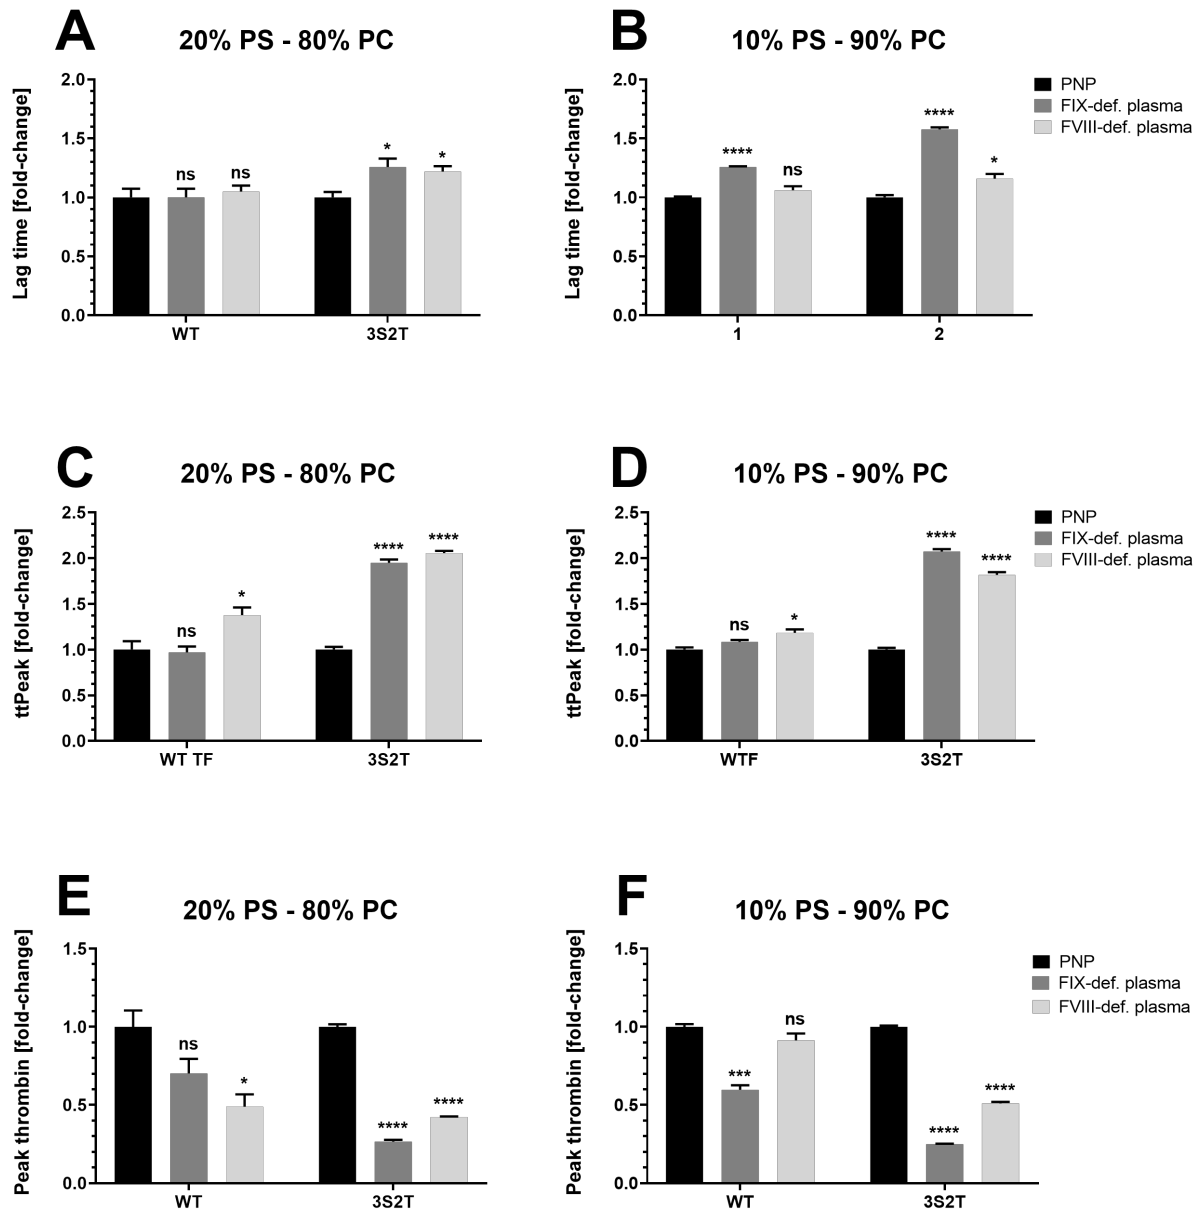 A
20% PS - 80% PC
Lag time [fold-change]
2.0
1.5
1.0
0.5
0.0
ns
ns
*
*
WT
3S2T
B
10% PS - 90% PC
Lag time [fold-change]
2.0
1.5
1.0
0.5
0.0
****
ns
****
*
1
2
PNP
FIX-def. plasma
FVIII-def. plasma
C
20% PS - 80% PC
ttPeak [fold-change]
2.5
2.0
1.5
1.0
0.5
0.0
ns
*
****
****
WT TF
3S2T
D
10% PS - 90% PC
ttPeak [fold-change]
2.5
2.0
1.5
1.0
0.5
0.0
ns
*
****
****
WTF
3S2T
PNP
FIX-def. plasma
FVIII-def. plasma
E
20% PS - 80% PC
Peak thrombin [fold-change]
1.5
1.0
0.5
0.0
ns
*
****
****
WT
3S2T
F
10% PS - 90% PC
Peak thrombin [fold-change]
1.5
1.0
0.5
0.0
***
ns
****
****
WT
3S2T
PNP
FIX-def. plasma
FVIII-def. plasma